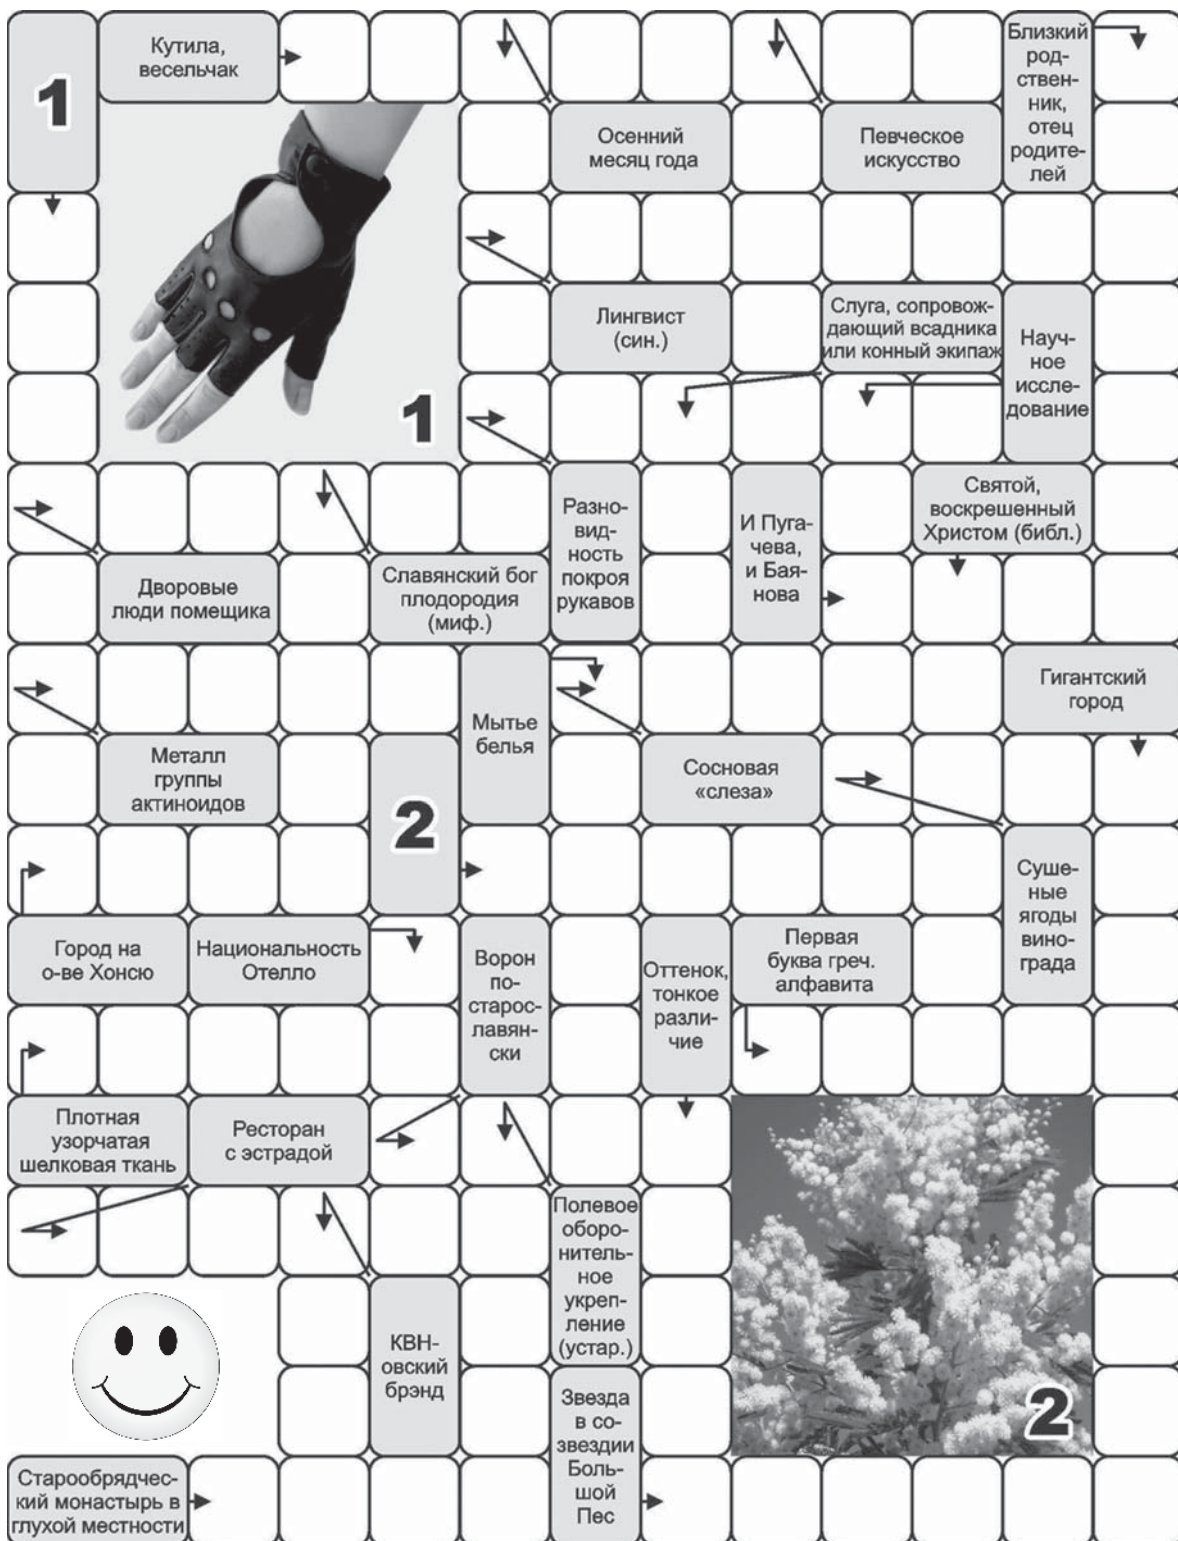 1
Кутила,
весельчак
Близкий
род-
ствен-
ник,
отец
родите-
лей
Осенний
месяц года
Певческое
искусство
Лингвист
(син.)
Слуга, сопровож-
дающий всадника
или конный экипаж
Науч-
ное
иссле-
дование
1
Разно-
вид-
ность
покроя
рукавов
И Пуга-
чева,
и Бая-
нова
Святой,
воскрешенный
Христом (библ.)
Дворовые
люди помещика
Славянский бог
плодородия
(миф.)
Мытье
белья
Гигантский
город
Металл
группы
актиноидов
2
Сосновая
«слеза»
Суше-
ные
ягоды
вино-
града
Город на
о-ве Хонсю
Национальность
Отелло
Ворон
по-
старос-
лавян-
ски
Оттенок,
тонкое
разли-
чие
Первая
буква греч.
алфавита
Плотная
узорчатая
шелковая ткань
Ресторан
с эстрадой
Полевое
оборо-
нитель-
ное
укреп-
ление
(устар.)
КВН-
овский
брэнд
Звезда
в со-
звездии
Боль-
шой
Пес
2
Старообрядчес-
кий монастырь в
глухой местности